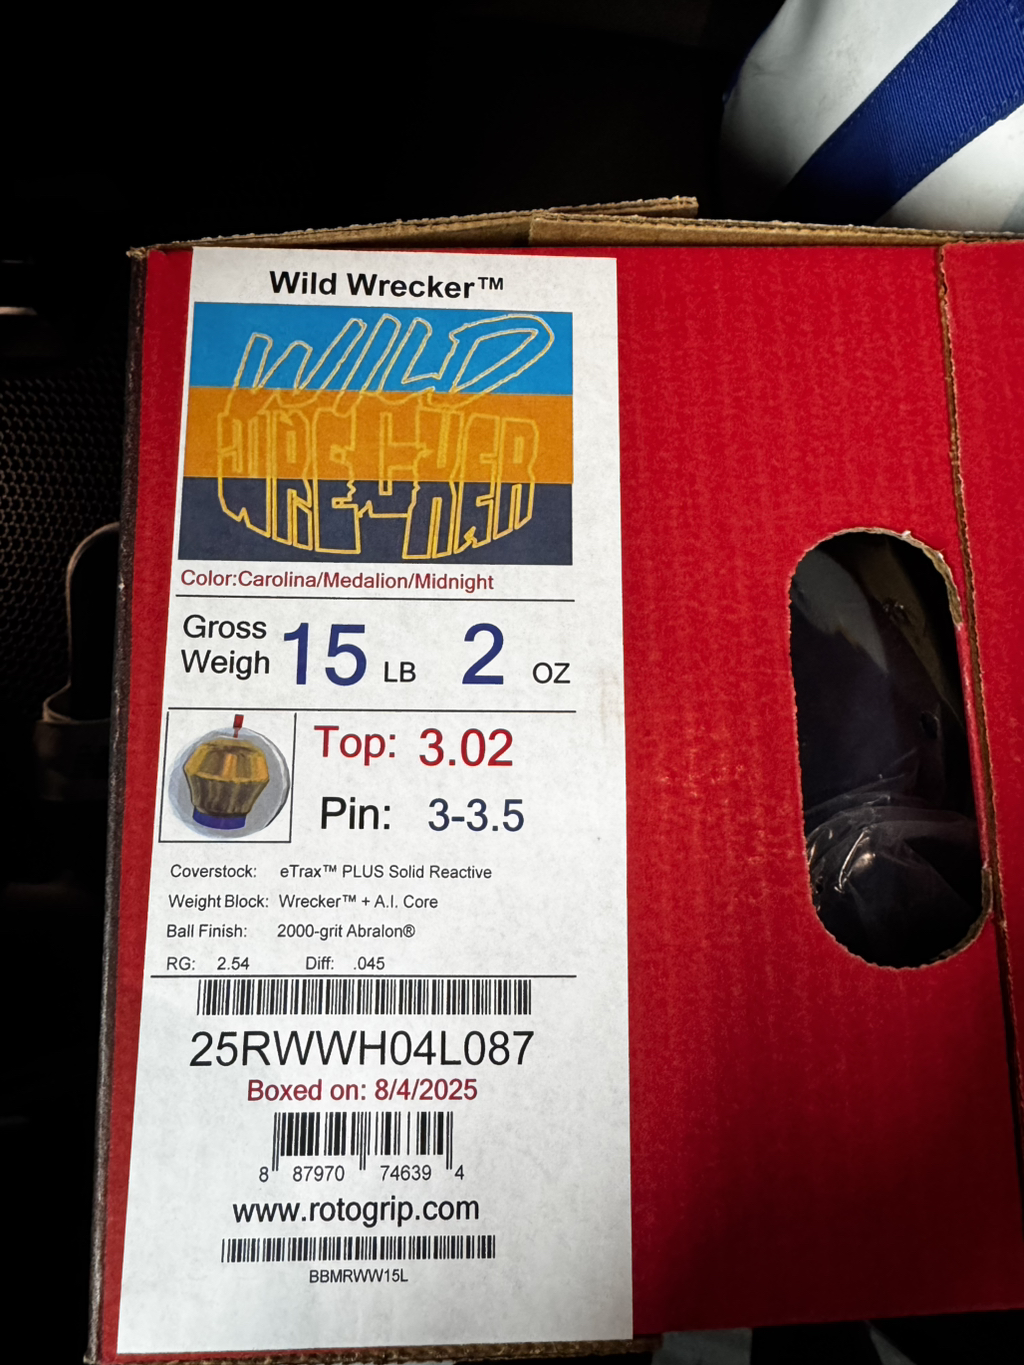 Wild Wrecker™
WILD
WRECKER
Color:Carolina/Medalion/Midnight
Gross
Weigh 15 LB 2 OZ
Top: 3.02
Pin: 3-3.5
Coverstock: eTrax™ PLUS Solid Reactive
Weight Block: Wrecker™ + A.I. Core
Ball Finish: 2000-grit Abralon®
RG: 2.54 Diff: .045
25RWWH04L087
Boxed on: 8/4/2025
8 87970 74639 4
www.rotogrip.com
BBMRWW15L